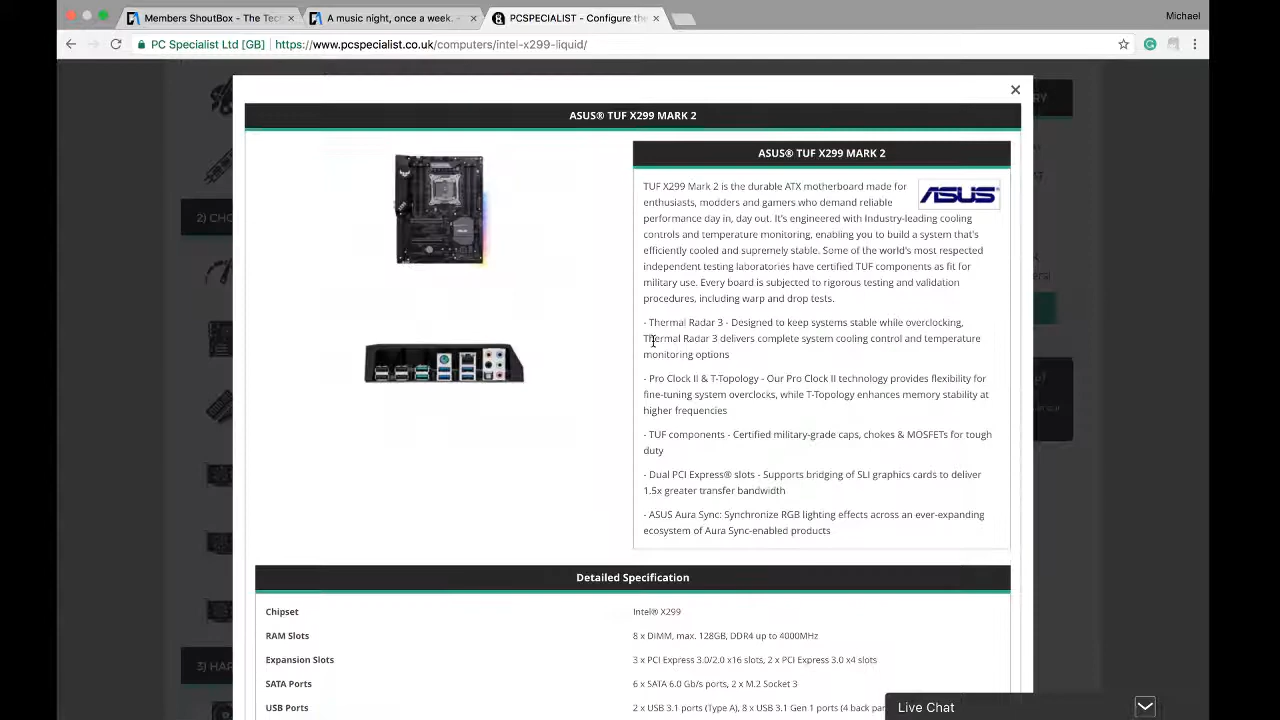 Members ShoutBox - The Tec
A music night, once a week.
PCSPECIALIST - Configure the
Michael
PC Specialist Ltd [GB]
https://www.pcspecialist.co.uk/computers/intel-x299-liquid/
RY
ASUS® TUF X299 MARK 2
ASUS® TUF X299 MARK 2
ASUS
TUF X299 Mark 2 is the durable ATX motherboard made for
enthusiasts, modders and gamers who demand reliable
performance day in, day out. It's engineered with Industry-leading cooling
controls and temperature monitoring, enabling you to build a system that's
efficiently cooled and supremely stable. Some of the world's most respected
independent testing laboratories have certified TUF components as fit for
military use. Every board is subjected to rigorous testing and validation
procedures, including warp and drop tests.
- Thermal Radar 3 - Designed to keep systems stable while overclocking,
Thermal Radar 3 delivers complete system cooling control and temperature
monitoring options
- Pro Clock II & T-Topology - Our Pro Clock II technology provides flexibility for
fine-tuning system overclocks, while T-Topology enhances memory stability at
higher frequencies
- TUF components - Certified military-grade caps, chokes & MOSFETs for tough
duty
- Dual PCI Express® slots - Supports bridging of SLI graphics cards to deliver
1.5x greater transfer bandwidth
- ASUS Aura Sync: Synchronize RGB lighting effects across an ever-expanding
ecosystem of Aura Sync-enabled products
2) CHO
Detailed Specification
Chipset
Intel® X299
RAM Slots
8 x DIMM, max. 128GB, DDR4 up to 4000MHz
Expansion Slots
3 x PCI Express 3.0/2.0 x16 slots, 2 x PCI Express 3.0 x4 slots
3) HAR
SATA Ports
6 x SATA 6.0 Gb/s ports, 2 x M.2 Socket 3
USB Ports
2 x USB 3.1 ports (Type A), 8 x USB 3.1 Gen 1 ports (4 back pan
Live Chat